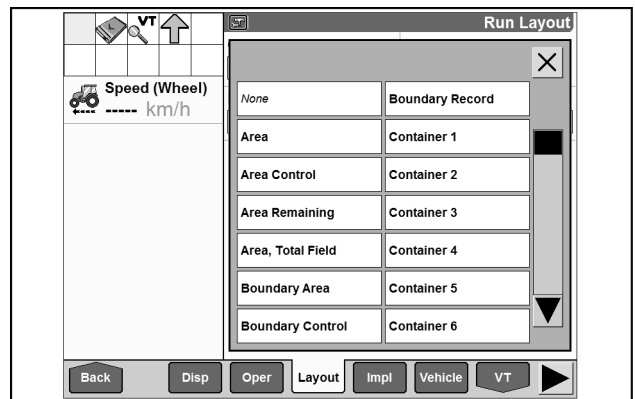 VT
Run Layout
Speed (Wheel)
----- km/h
None
Boundary Record
Area
Container 1
Area Control
Container 2
Area Remaining
Container 3
Area, Total Field
Container 4
Boundary Area
Container 5
Boundary Control
Container 6
Back
Disp
Oper
Layout
Impl
Vehicle
VT